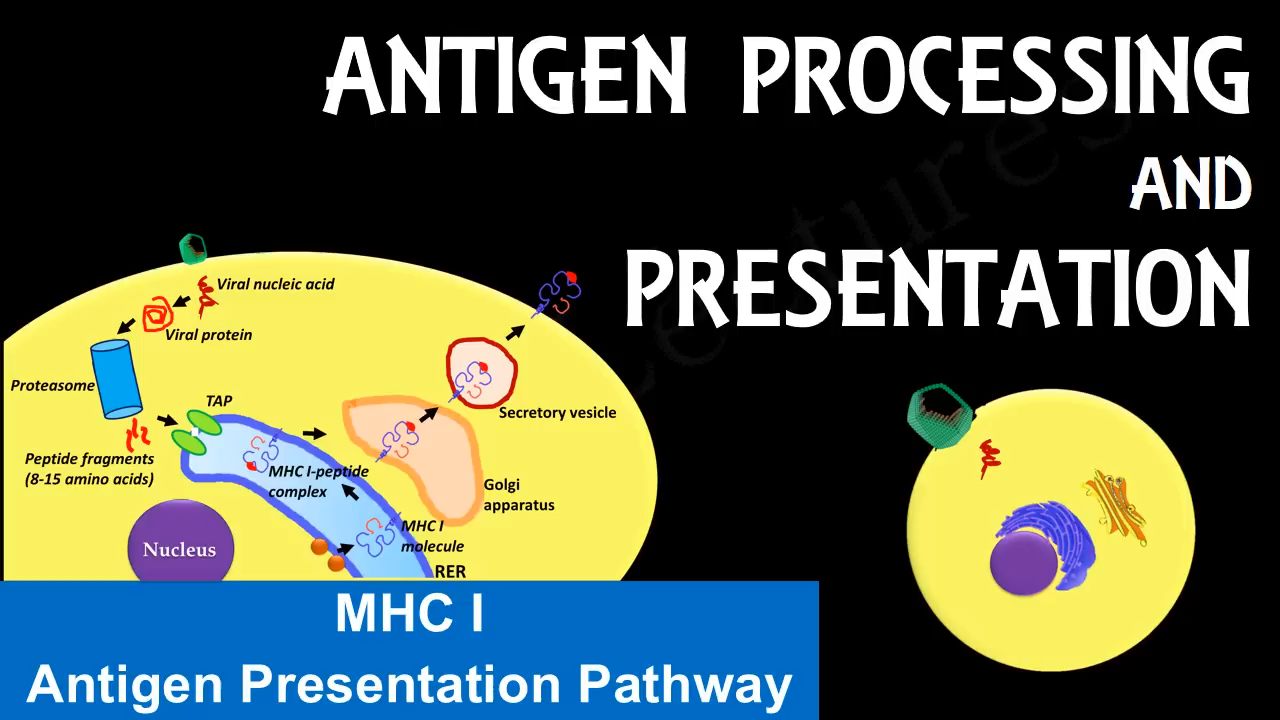 ANTIGEN PROCESSING
AND
PRESENTATION
Viral nucleic acid
Viral protein
Proteasome
TAP
Peptide fragments
(8-15 amino acids)
MHC I-peptide
complex
Secretory vesicle
Golgi
apparatus
MHC I
molecule
Nucleus
RER
MHC I
Antigen Presentation Pathway